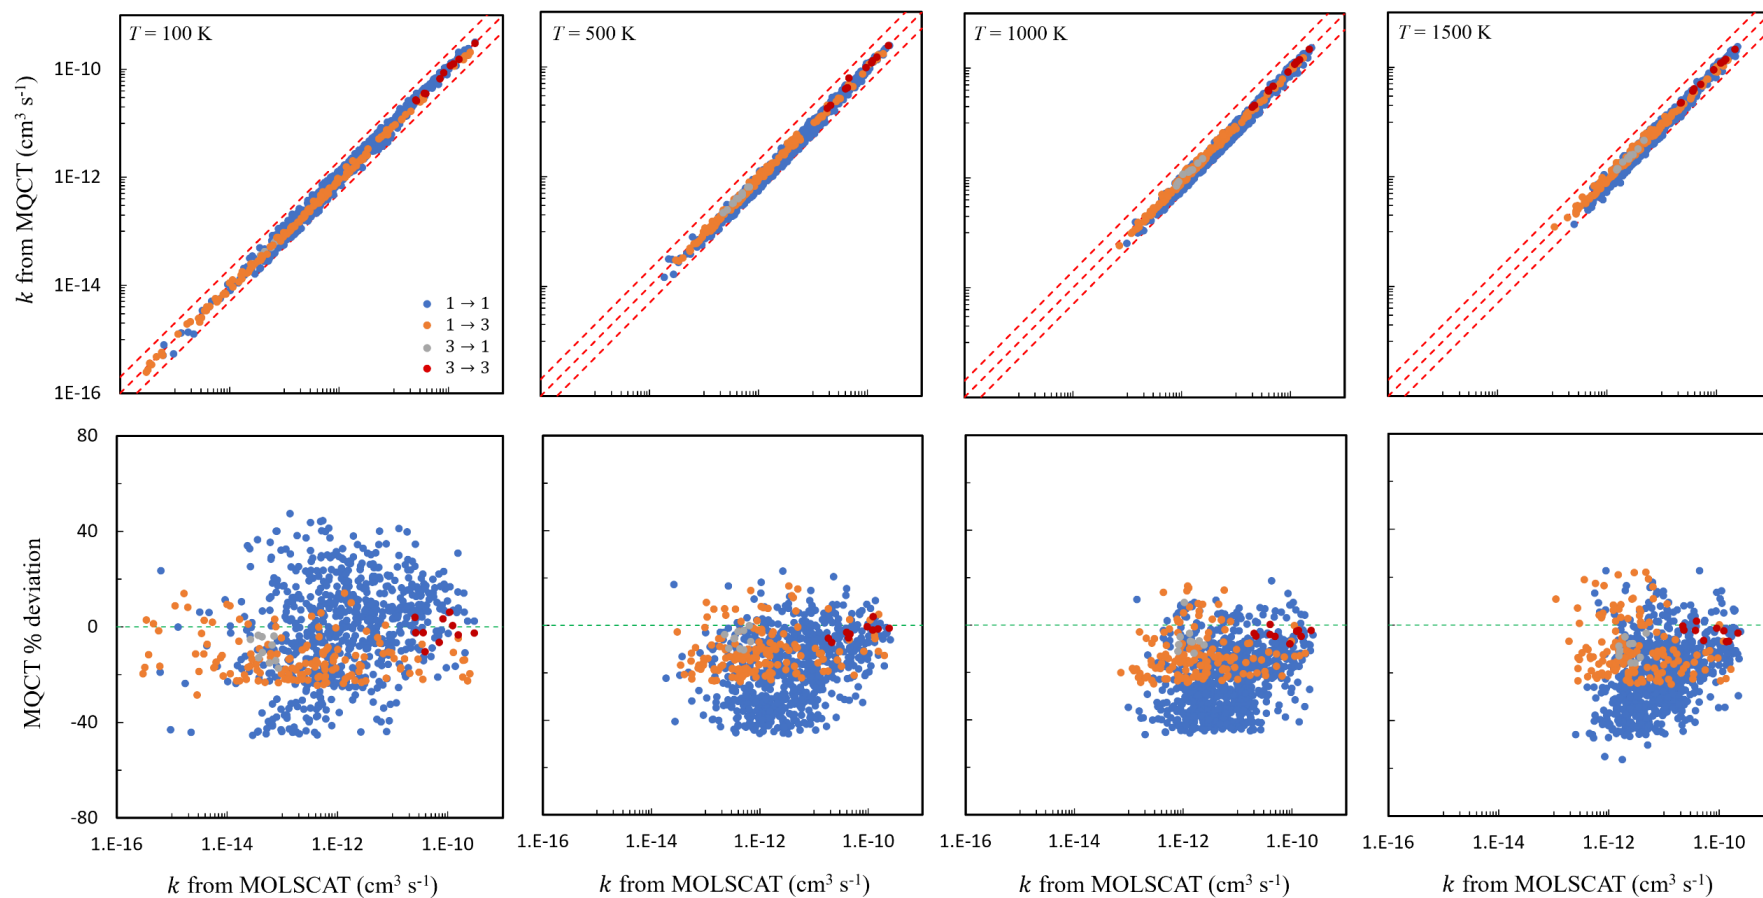 T = 100 K
T = 500 K
T = 1000 K
T = 1500 K
k from MQCT (cm³ s⁻¹)
1E-10
1E-12
1E-14
1E-16
1 → 1
1 → 3
3 → 1
3 → 3
MQCT % deviation
80
40
0
-40
-80
1.E-16 1.E-14 1.E-12 1.E-10
1.E-16 1.E-14 1.E-12 1.E-10
1.E-16 1.E-14 1.E-12 1.E-10
1.E-16 1.E-14 1.E-12 1.E-10
k from MOLSCAT (cm³ s⁻¹)
k from MOLSCAT (cm³ s⁻¹)
k from MOLSCAT (cm³ s⁻¹)
k from MOLSCAT (cm³ s⁻¹)